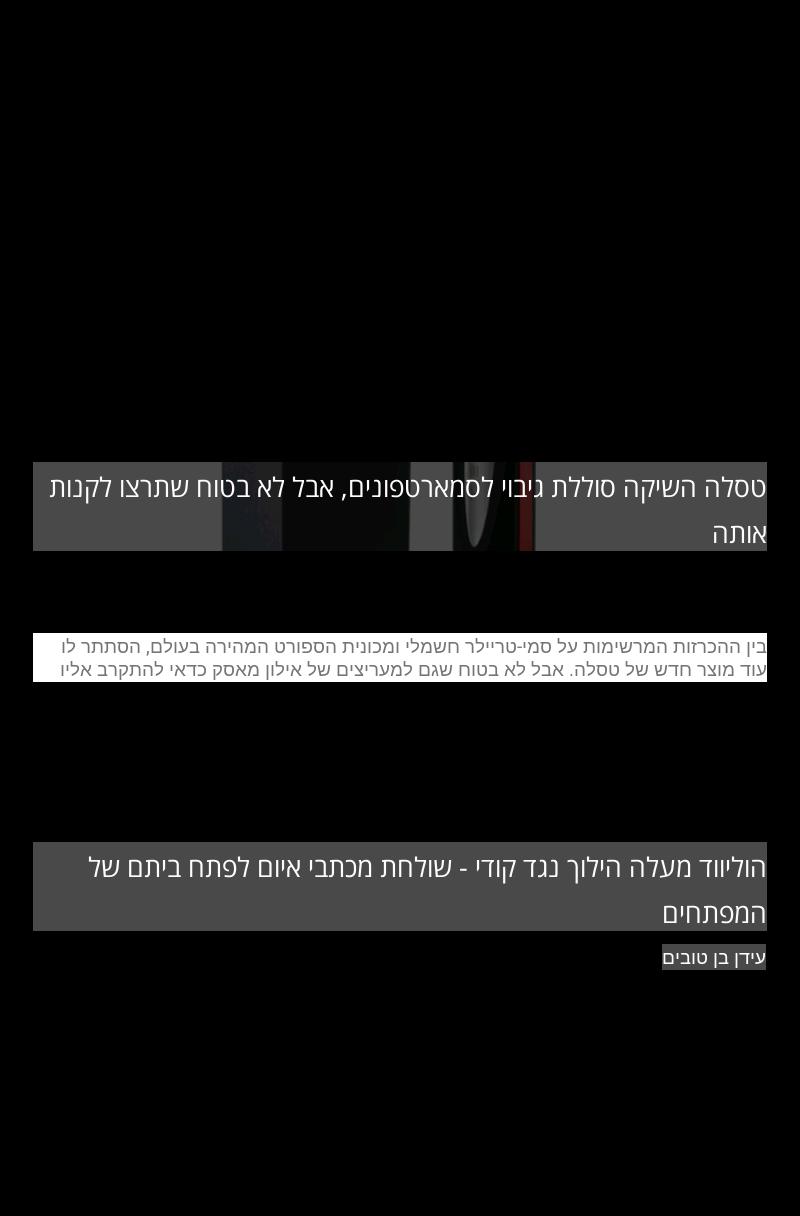 טסלה השיקה סוללת גיבוי לסמארטפונים, אבל לא בטוח שתרצו לקנות
אותה
בין ההכרזות המרשימות על סמי-טריילר חשמלי ומכונית הספורט המהירה בעולם, הסתתר לו
עוד מוצר חדש של טסלה. אבל לא בטוח שגם למעריצים של אילון מאסק כדאי להתקרב אליו
הוליווד מעלה הילוך נגד קודי - שולחת מכתבי איום לפתח ביתם של
המפתחים
עידן בן טובים